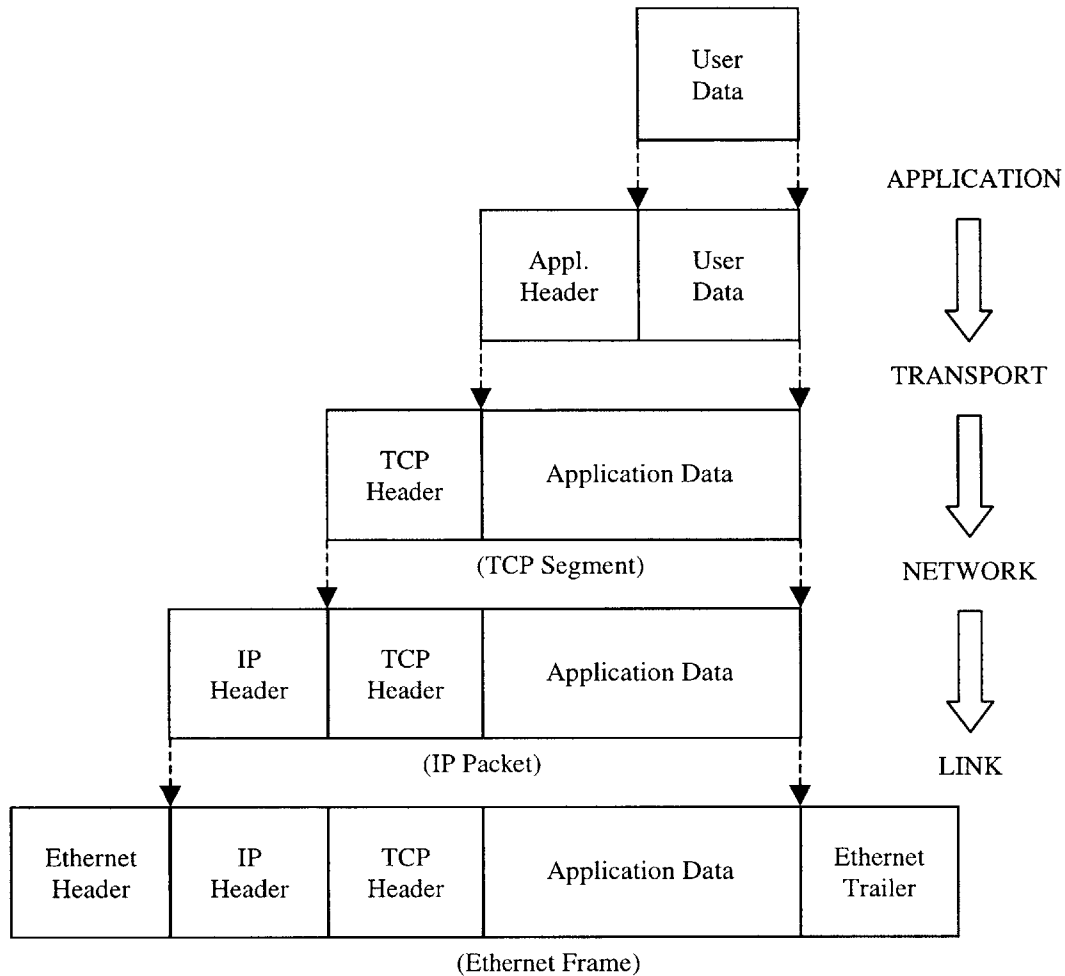 User
Data
APPLICATION
Appl.
Header
User
Data
TRANSPORT
TCP
Header
Application Data
(TCP Segment)
NETWORK
IP
Header
TCP
Header
Application Data
(IP Packet)
LINK
Ethernet
Header
IP
Header
TCP
Header
Application Data
Ethernet
Trailer
(Ethernet Frame)